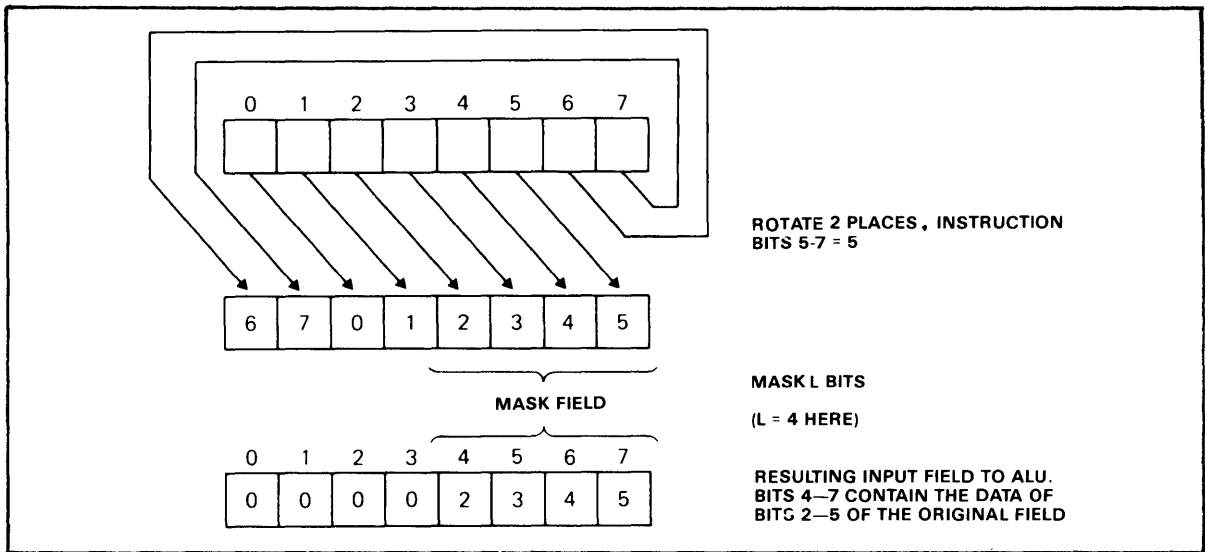 0 1 2 3 4 5 6 7
ROTATE 2 PLACES, INSTRUCTION
BITS 5-7 = 5
6 7 0 1 2 3 4 5
MASK L BITS
MASK FIELD
(L = 4 HERE)
0 1 2 3 4 5 6 7
0 0 0 0 2 3 4 5
RESULTING INPUT FIELD TO ALU.
BITS 4—7 CONTAIN THE DATA OF
BITS 2—5 OF THE ORIGINAL FIELD